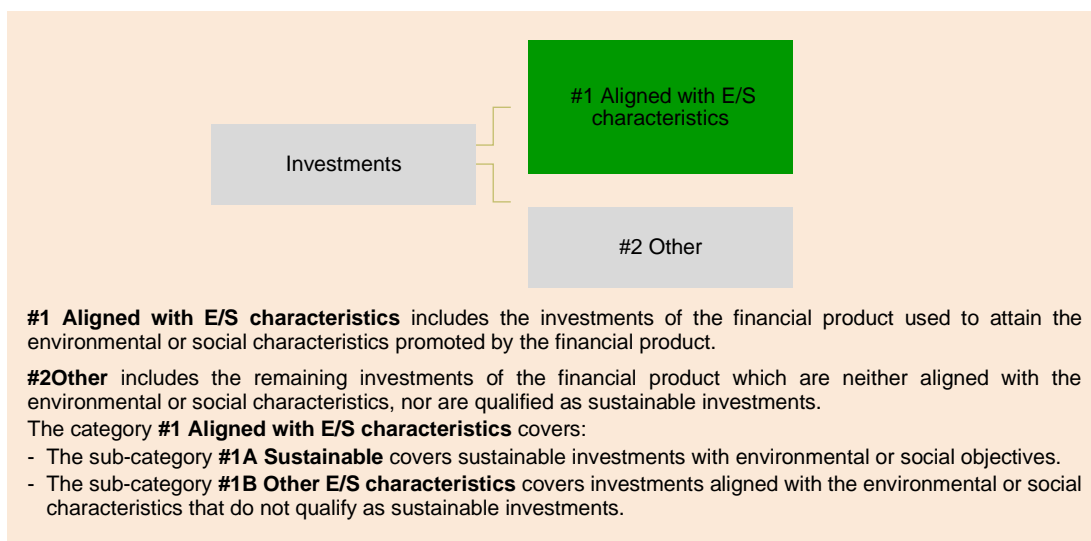 #1 Aligned with E/S
characteristics
Investments
#2 Other
#1 Aligned with E/S characteristics includes the investments of the financial product used to attain the
environmental or social characteristics promoted by the financial product.
#2Other includes the remaining investments of the financial product which are neither aligned with the
environmental or social characteristics, nor are qualified as sustainable investments.
The category #1 Aligned with E/S characteristics covers:
- The sub-category #1A Sustainable covers sustainable investments with environmental or social objectives.
- The sub-category #1B Other E/S characteristics covers investments aligned with the environmental or social
characteristics that do not qualify as sustainable investments.